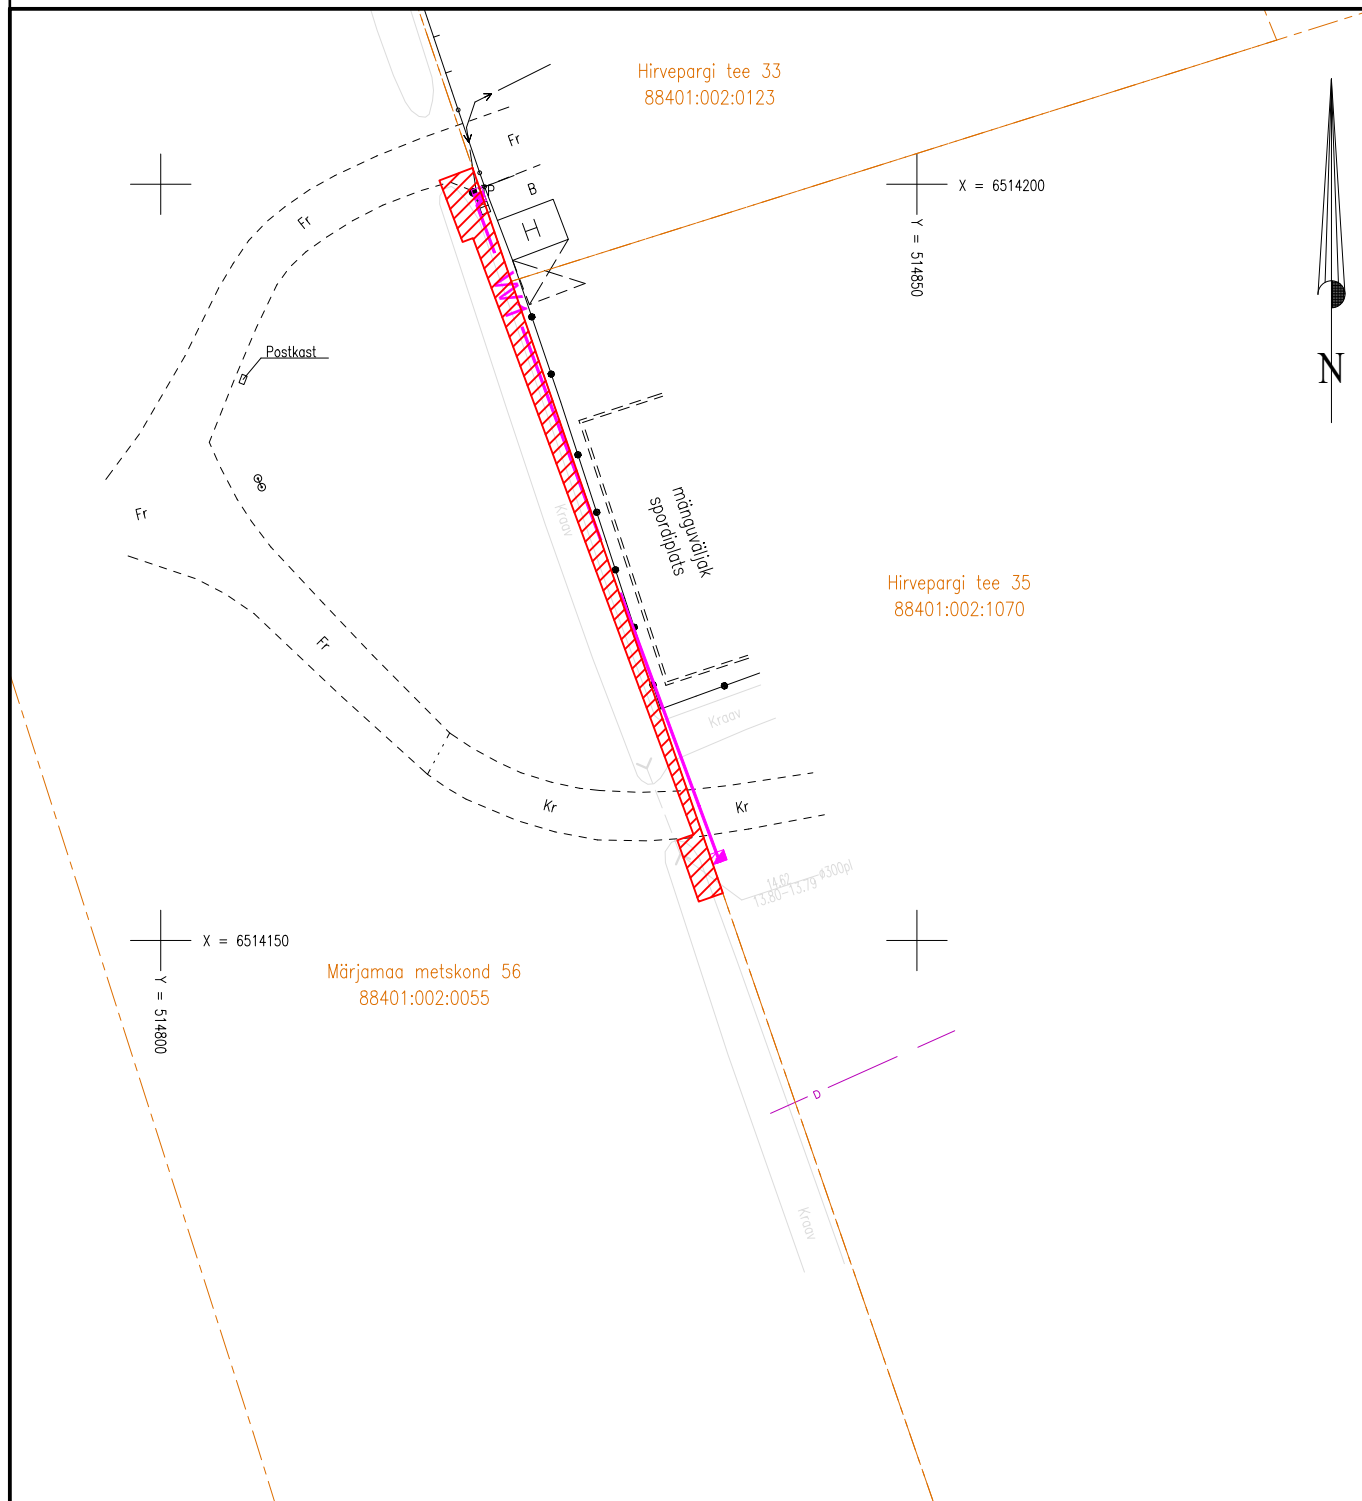 Hirvepargi tee 33
88401:002:0123
Fr
P
B
H
X = 6514200
Y = 514850
Fr
N
Postkast
Fr
Kraav
mänguväljak
spordiplats
Hirvepargi tee 35
88401:002:1070
Fr
Kraav
Kr
Kr
14.62
13.80-13.79
ø300pl
X = 6514150
Y = 514800
Märjamaa metskond 56
88401:002:0055
D
Kraav